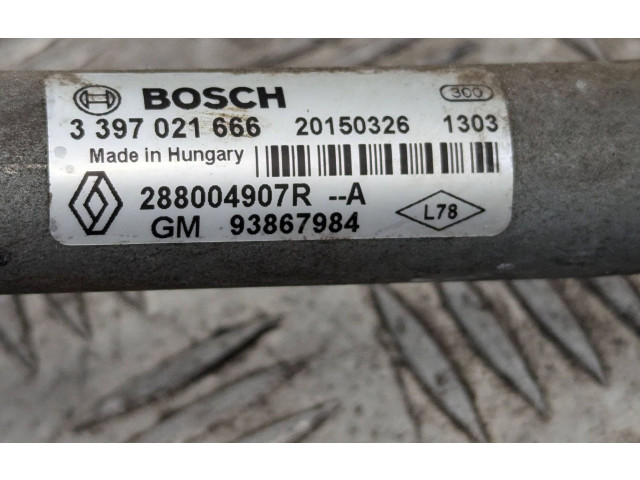 BOSCH 300
3 397 021 666 20150326 1303
Made in Hungary
288004907R --A
GM 93867984 L78